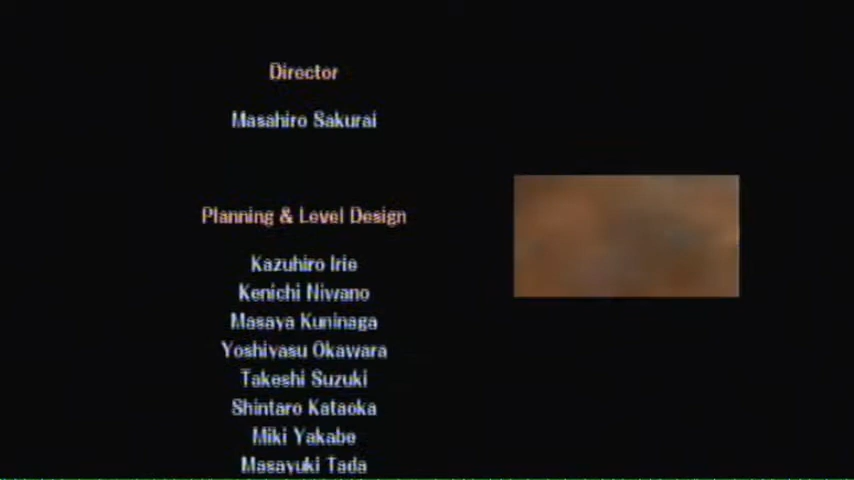 Director
Masahiro Sakurai
Planning & Level Design
Kazuhiro Irie
Kenichi Niwano
Masaya Kuninaga
Yoshiyasu Okawara
Takeshi Suzuki
Shintaro Kataoka
Miki Yakabe
Masayuki Tada